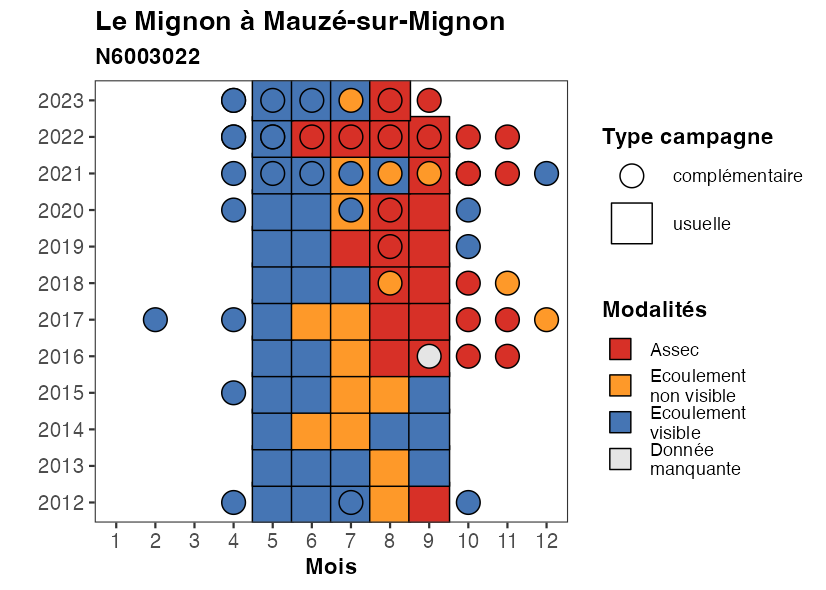 Le Mignon à Mauzé-sur-Mignon
N6003022
2023
2022
2021
2020
2019
2018
2017
2016
2015
2014
2013
2012
1 2 3 4 5 6 7 8 9 10 11 12
Mois
Type campagne
complémentaire
usuelle
Modalités
Assec
Ecoulement
non visible
Ecoulement
visible
Donnée
manquante